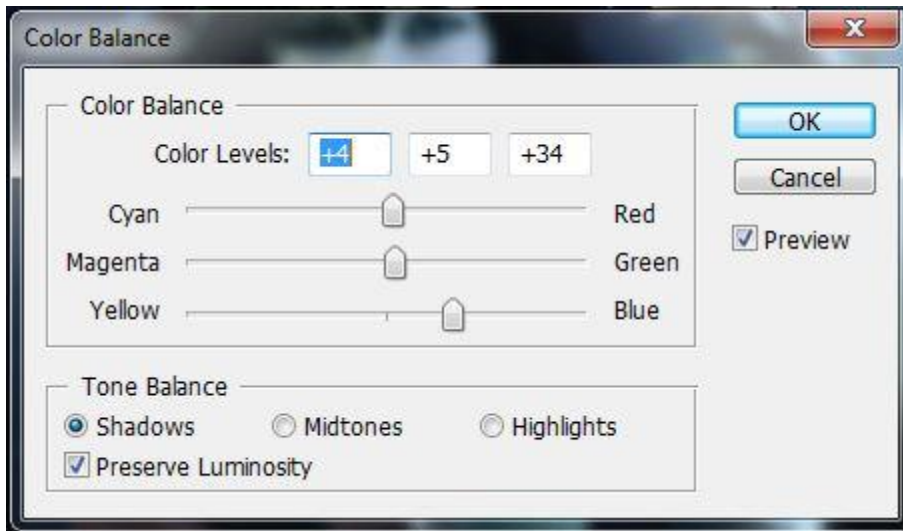 Color Balance
Color Balance
Color Levels: +4 +5 +34
Cyan Red
Magenta Green
Yellow Blue
OK
Cancel
Preview
Tone Balance
Shadows Midtones Highlights
Preserve Luminosity